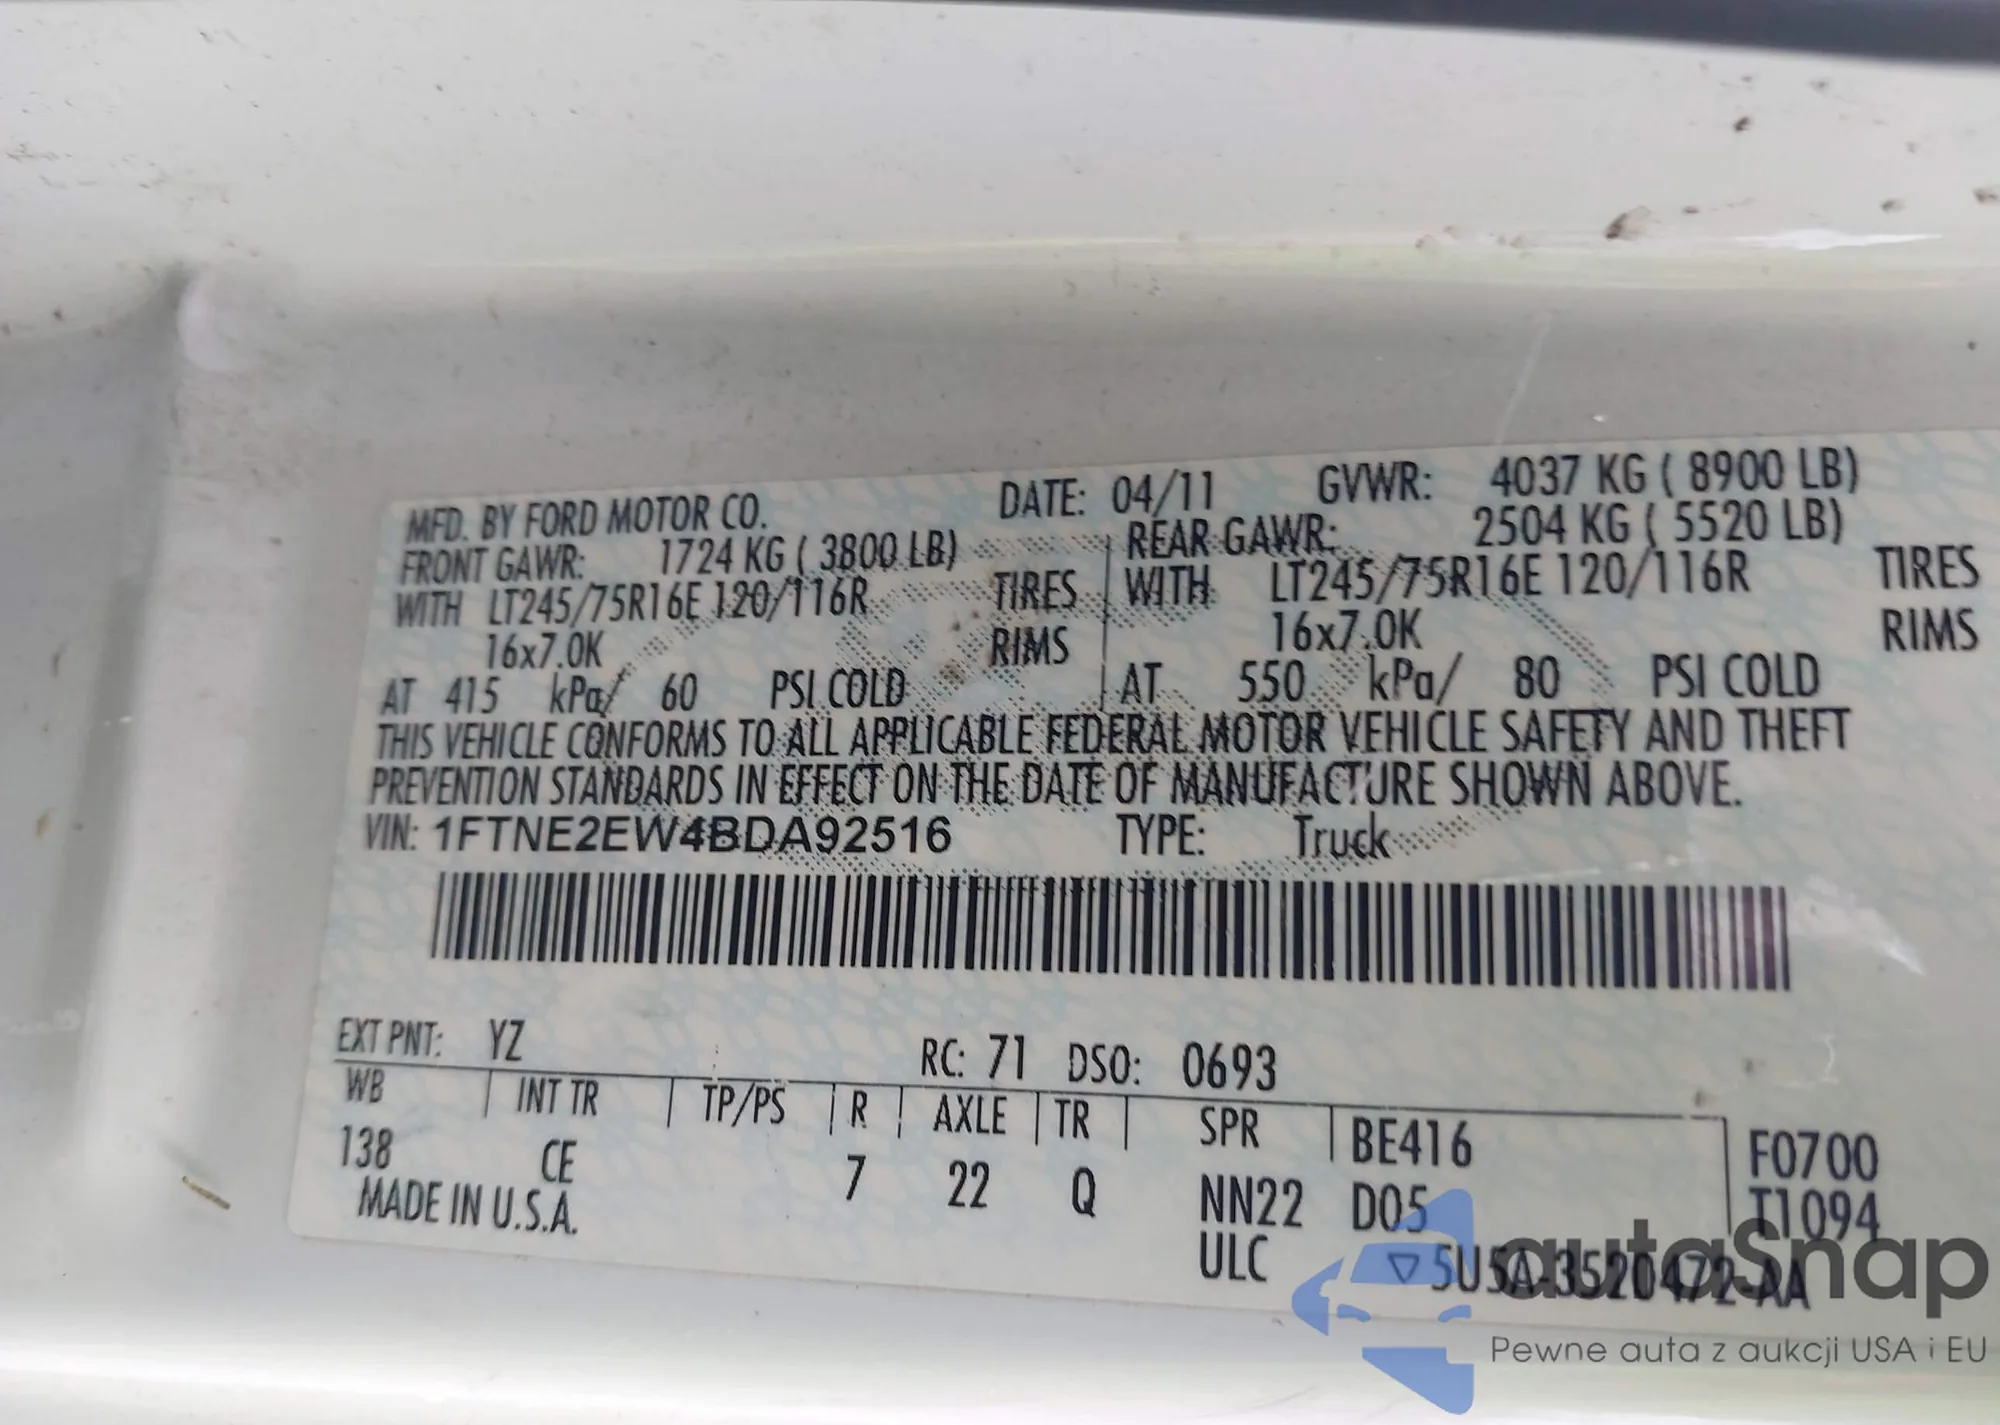 MFD. BY FORD MOTOR CO. DATE: 04/11 GVWR: 4037 KG ( 8900 LB)
FRONT GAWR: 1724 KG ( 3800 LB) REAR GAWR: 2504 KG ( 5520 LB)
WITH LT245/75R16E 120/116R TIRES WITH LT245/75R16E 120/116R TIRES
16x7.0K RIMS 16x7.0K RIMS
AT 415 kPa/ 60 PSI COLD AT 550 kPa/ 80 PSI COLD
THIS VEHICLE CONFORMS TO ALL APPLICABLE FEDERAL MOTOR VEHICLE SAFETY AND THEFT
PREVENTION STANDARDS IN EFFECT ON THE DATE OF MANUFACTURE SHOWN ABOVE.
VIN: 1FTNE2EW4BDA92516 TYPE: Truck
EXT PNT: YZ RC: 71 DSO: 0693
WB INT TR TP/PS R AXLE TR SPR BE416 F0700
138 CE 7 22 Q NN22 D05 T1094
MADE IN U.S.A. ULC ▽ 5U5A-3520472-AA
autaSnap
Pewne auta z aukcji USA i EU